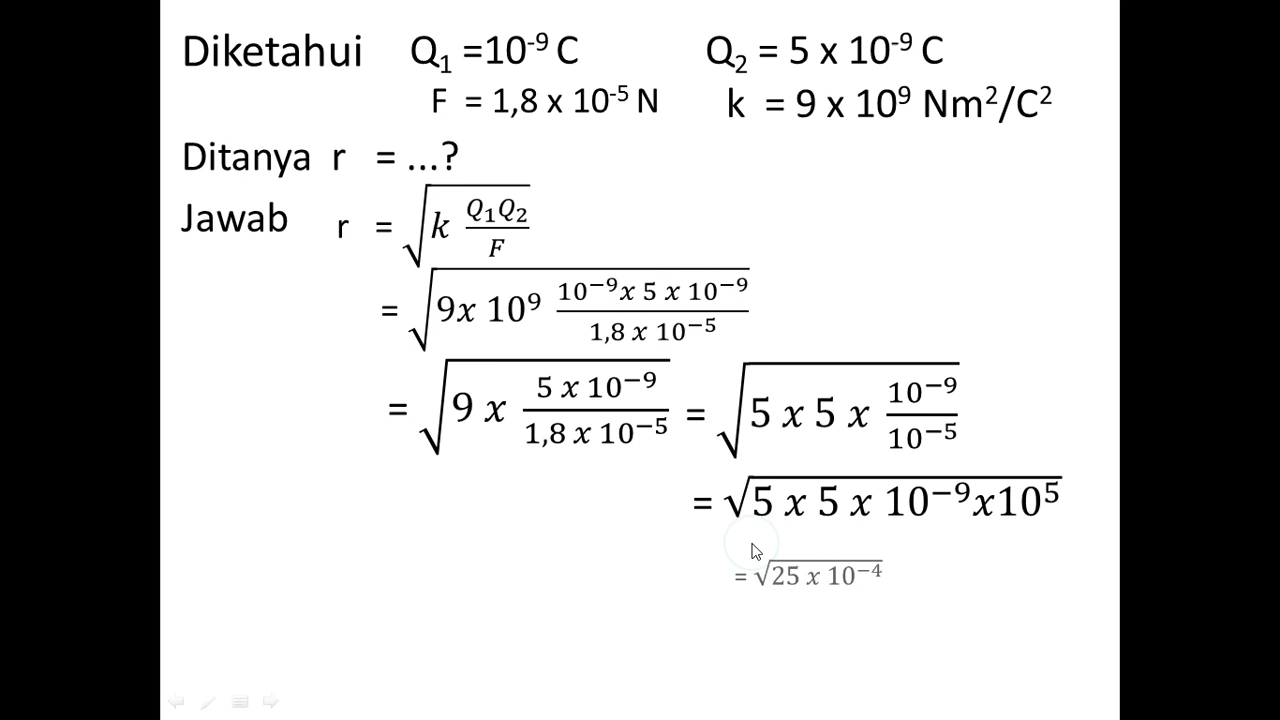 Diketahui Q₁ =10⁻⁹ C Q₂ = 5 x 10⁻⁹ C
F = 1,8 x 10⁻⁵ N k = 9 x 10⁹ Nm²/C²
Ditanya r = ...?
Jawab r = √(k Q₁Q₂/F)
= √(9x 10⁹ (10⁻⁹x 5 x 10⁻⁹)/(1,8 x 10⁻⁵))
= √(9 x (5 x 10⁻⁹)/(1,8 x 10⁻⁵)) = √(5 x 5 x 10⁻⁹/10⁻⁵)
= √(5 x 5 x 10⁻⁹x10⁵)
= √(25 x 10⁻⁴)